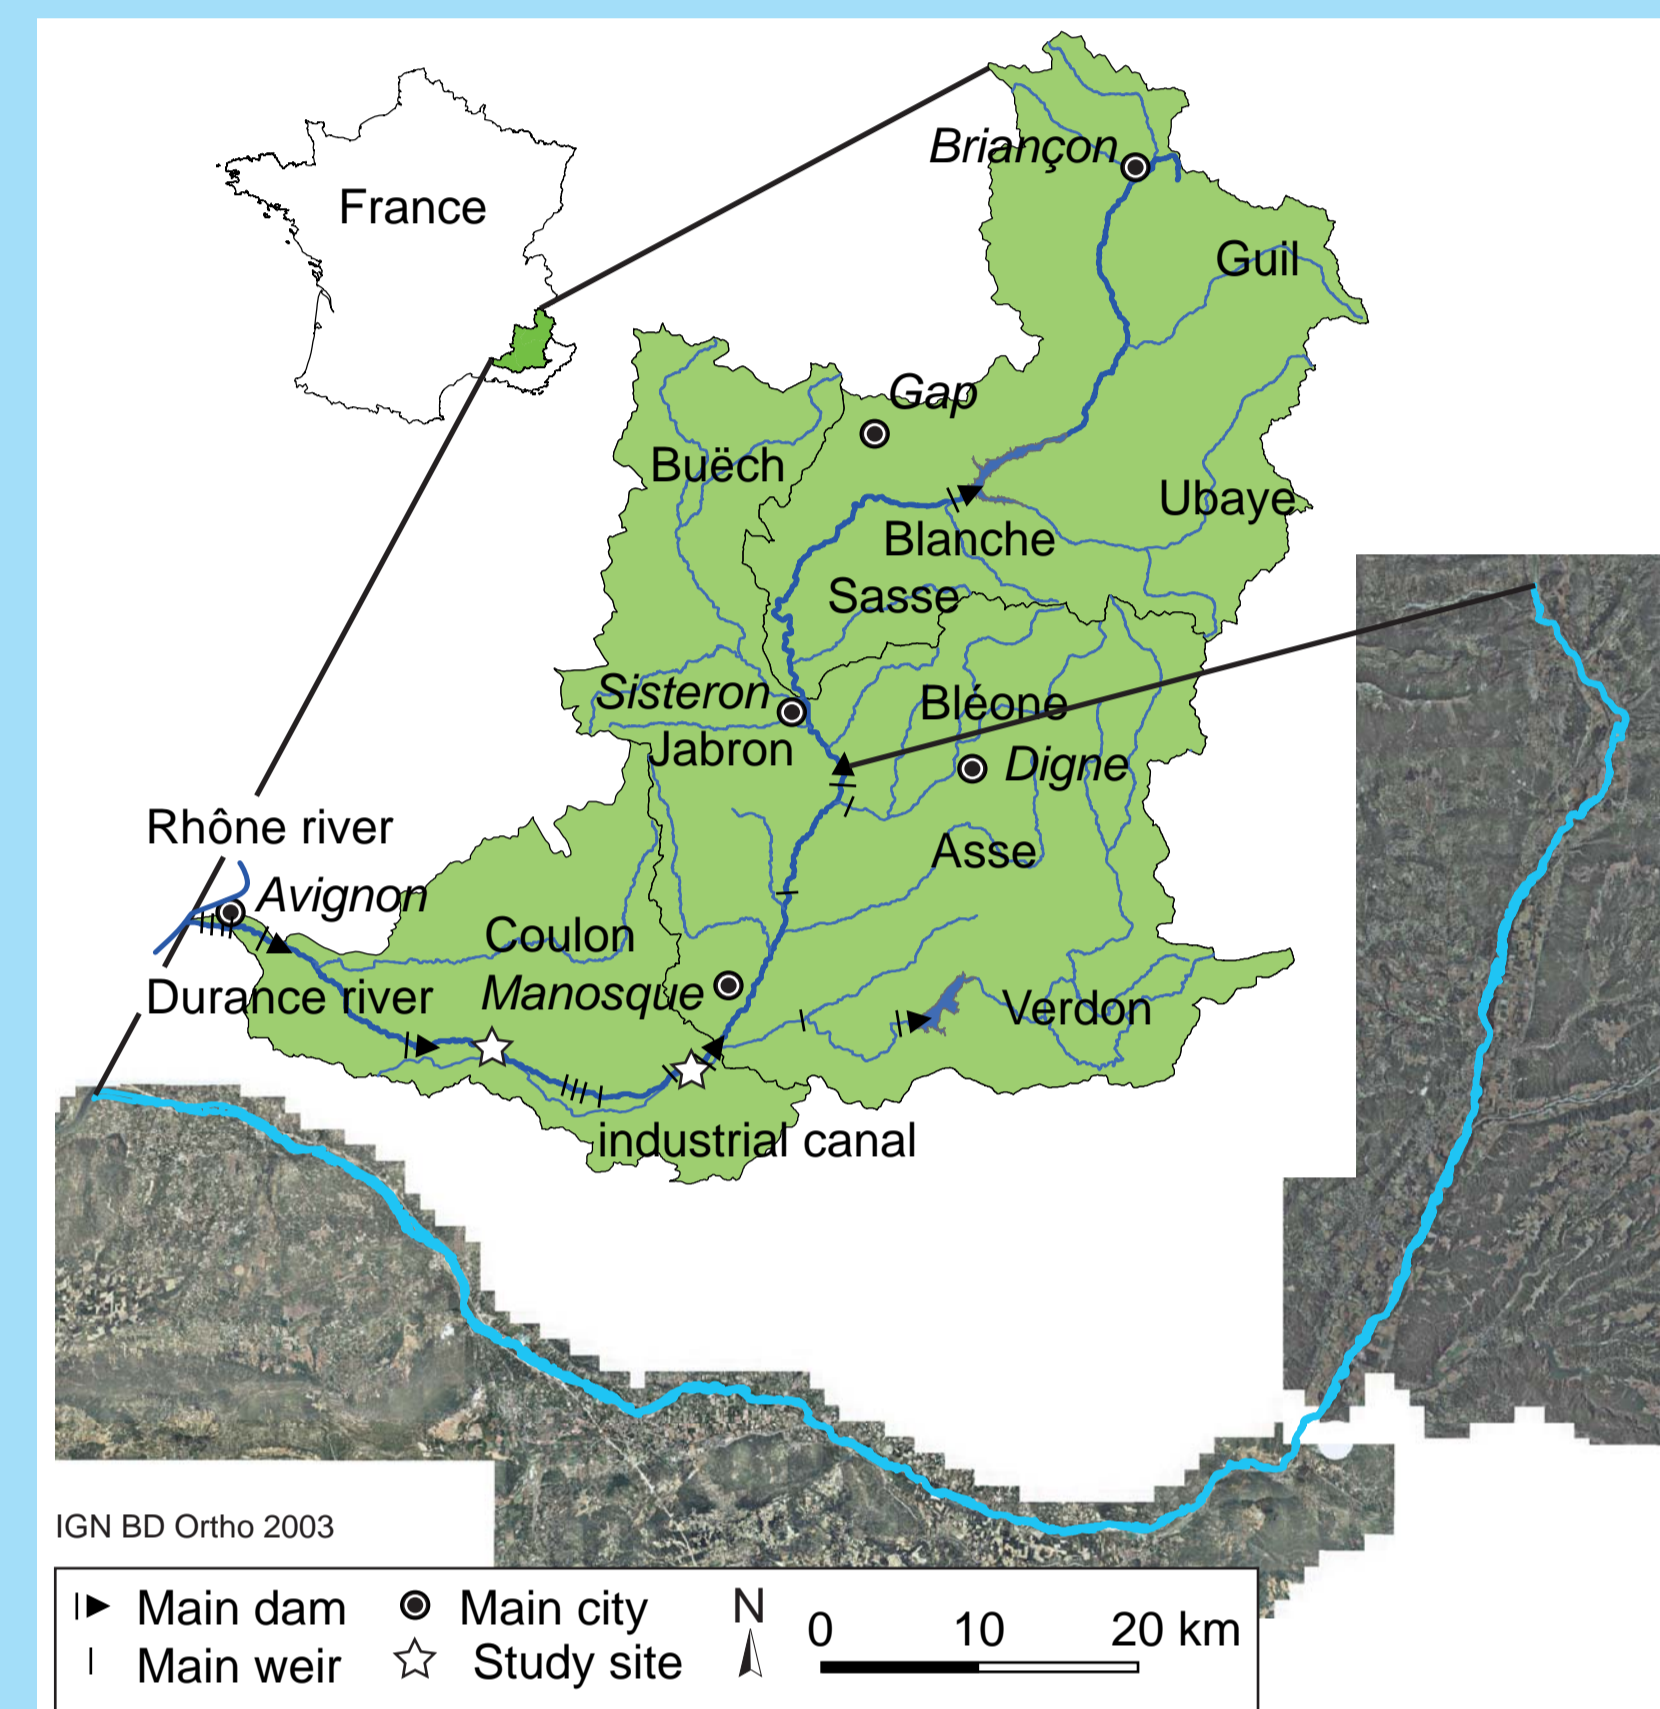 Briançon
France
Guil
Gap
Buëch
Ubaye
Blanche
Sasse
Sisteron
Bléone
Jabron
Digne
Rhône river
Asse
Avignon
Coulon
Durance river
Manosque
Verdon
industrial canal
IGN BD Ortho 2003
Main dam
Main city
N
0 10 20 km
Main weir
Study site